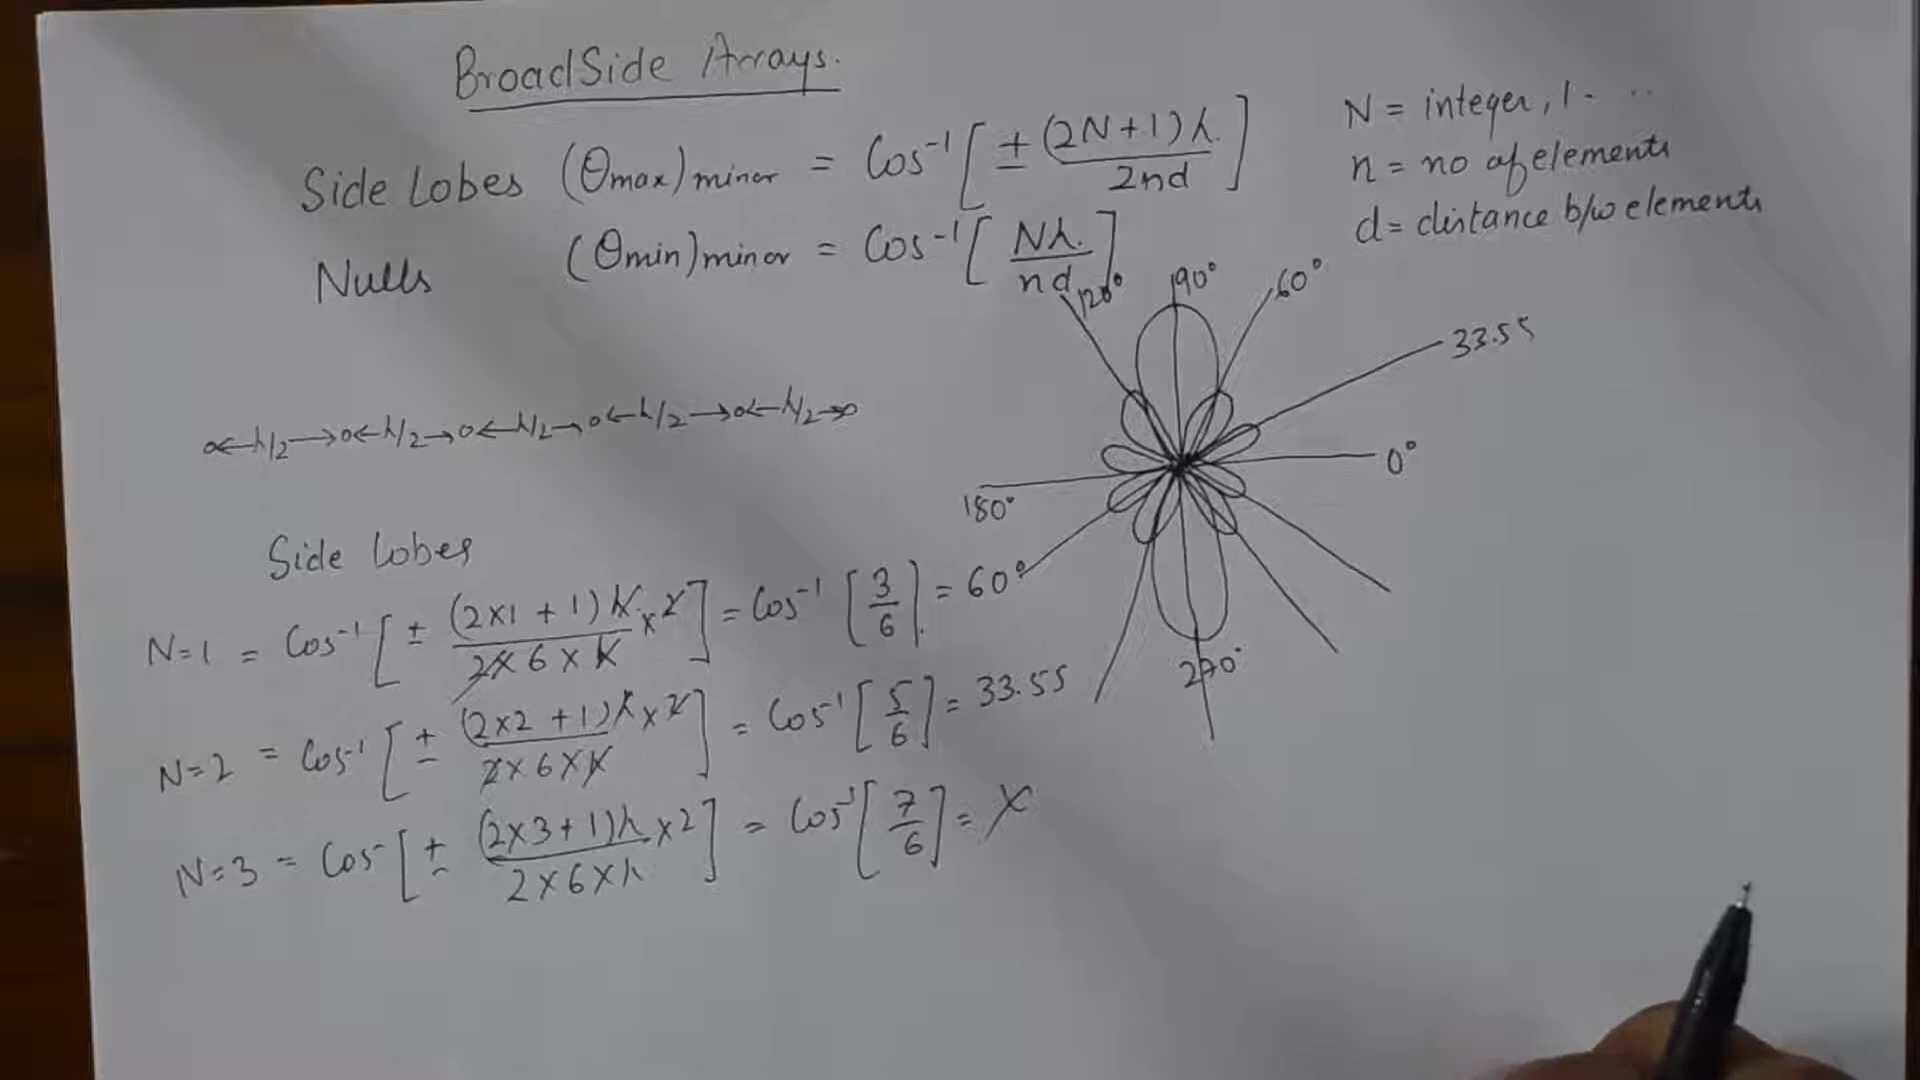 BroadSide Arrays.
Side Lobes (θmax)minor = Cos⁻¹[± (2N+1)λ / 2nd]
Nulls (θmin)minor = Cos⁻¹[Nλ / nd]
N = integer, 1 - ..
n = no of elements
d = distance b/w elements
120° 90° 60°
33.55
0°
180°
270°
o←λ/2→o←λ/2→o←λ/2→o←λ/2→o←λ/2→o
Side lobes
N=1 = Cos⁻¹[± (2×1+1)λ×2 / 2×6×λ] = Cos⁻¹[3/6] = 60°
N=2 = Cos⁻¹[± (2×2+1)λ×2 / 2×6×λ] = Cos⁻¹[5/6] = 33.55
N=3 = Cos⁻[± (2×3+1)λ×2 / 2×6×λ] = Cos⁻¹[7/6] = ×